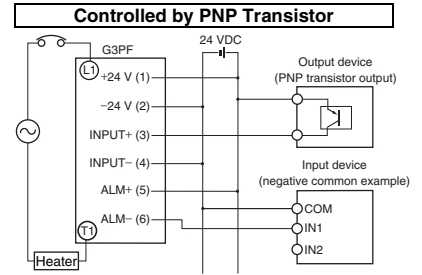 Controlled by PNP Transistor
24 VDC
G3PF
L1
+24 V (1)
−24 V (2)
INPUT+ (3)
INPUT− (4)
ALM+ (5)
ALM− (6)
T1
Heater
Output device
(PNP transistor output)
Input device
(negative common example)
COM
IN1
IN2